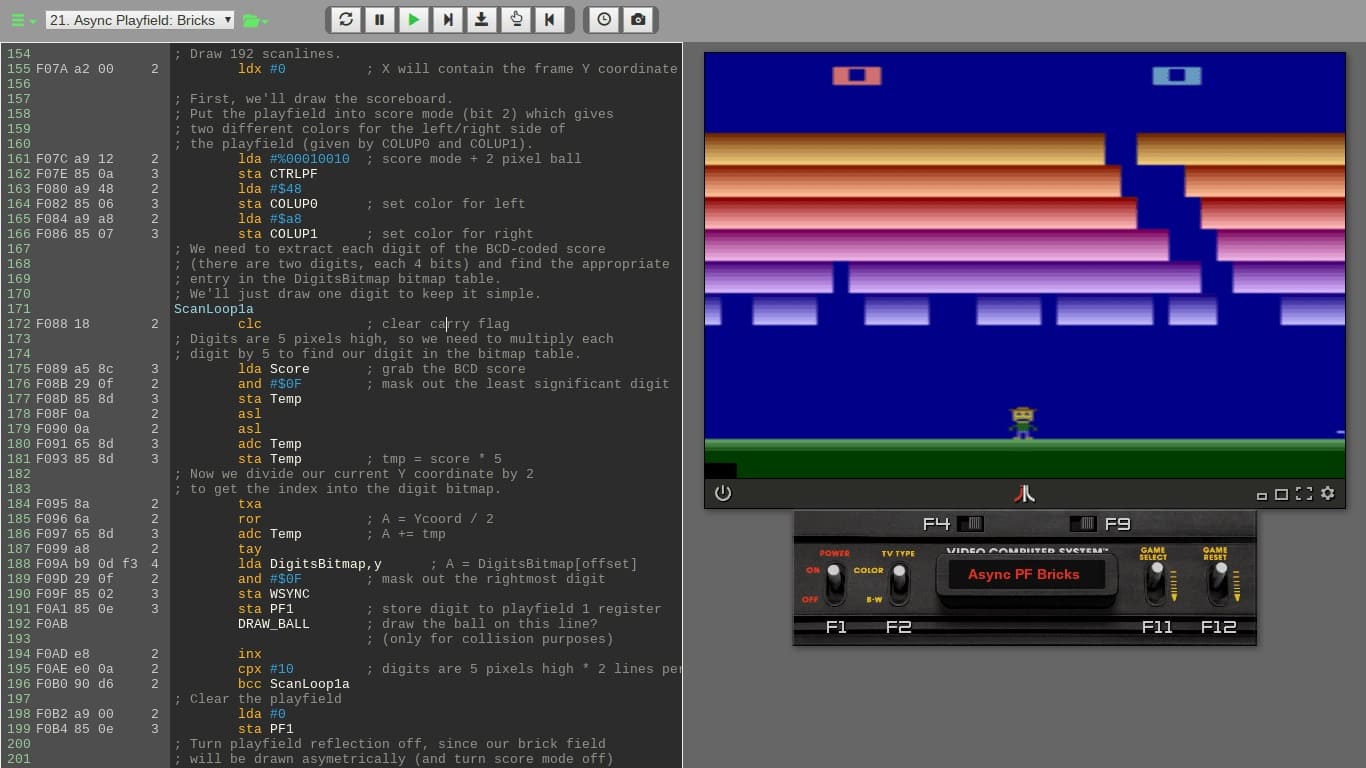 21. Async Playfield: Bricks
154 ; Draw 192 scanlines.
155 F07A a2 00 2 ldx #0 ; X will contain the frame Y coordinate
156
157 ; First, we'll draw the scoreboard.
158 ; Put the playfield into score mode (bit 2) which gives
159 ; two different colors for the left/right side of
160 ; the playfield (given by COLUP0 and COLUP1).
161 F07C a9 12 2 lda #%00010010 ; score mode + 2 pixel ball
162 F07E 85 0a 3 sta CTRLPF
163 F080 a9 48 2 lda #$48
164 F082 85 06 3 sta COLUP0 ; set color for left
165 F084 a9 a8 2 lda #$a8
166 F086 85 07 3 sta COLUP1 ; set color for right
167 ; We need to extract each digit of the BCD-coded score
168 ; (there are two digits, each 4 bits) and find the appropriate
169 ; entry in the DigitsBitmap bitmap table.
170 ; We'll just draw one digit to keep it simple.
171 ScanLoop1a
172 F088 18 2 clc ; clear carry flag
173 ; Digits are 5 pixels high, so we need to multiply each
174 ; digit by 5 to find our digit in the bitmap table.
175 F089 a5 8c 3 lda Score ; grab the BCD score
176 F08B 29 0f 2 and #$0F ; mask out the least significant digit
177 F08D 85 8d 3 sta Temp
178 F08F 0a 2 asl
179 F090 0a 2 asl
180 F091 65 8d 3 adc Temp
181 F093 85 8d 3 sta Temp ; tmp = score * 5
182 ; Now we divide our current Y coordinate by 2
183 ; to get the index into the digit bitmap.
184 F095 8a 2 txa
185 F096 6a 2 ror ; A = Ycoord / 2
186 F097 65 8d 3 adc Temp ; A += tmp
187 F099 a8 2 tay
188 F09A b9 0d f3 4 lda DigitsBitmap,y ; A = DigitsBitmap[offset]
189 F09D 29 0f 2 and #$0F ; mask out the rightmost digit
190 F09F 85 02 3 sta WSYNC
191 F0A1 85 0e 3 sta PF1 ; store digit to playfield 1 register
192 F0AB DRAW_BALL ; draw the ball on this line?
193 ; (only for collision purposes)
194 F0AD e8 2 inx
195 F0AE e0 0a 2 cpx #10 ; digits are 5 pixels high * 2 lines per
196 F0B0 90 d6 2 bcc ScanLoop1a
197 ; Clear the playfield
198 F0B2 a9 00 2 lda #0
199 F0B4 85 0e 3 sta PF1
200 ; Turn playfield reflection off, since our brick field
201 ; will be drawn asymetrically (and turn score mode off)
F4 F9
VIDEO COMPUTER SYSTEM™
POWER
ON
OFF
TV TYPE
COLOR
B-W
Async PF Bricks
GAME
SELECT
GAME
RESET
F1 F2 F11 F12